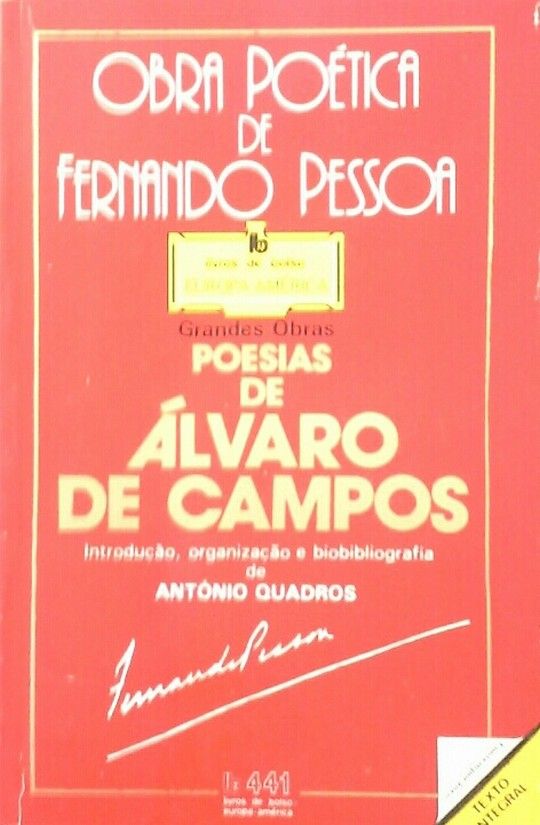 OBRA POÉTICA
DE
FERNANDO PESSOA
livros de bolso
EUROPA-AMÉRICA
Grandes Obras
POESIAS
DE
ÁLVARO
DE CAMPOS
Introdução, organização e biobibliografia
de
ANTÓNIO QUADROS
Fernando Pessoa
441
livros de bolso
europa-américa
TEXTO
INTEGRAL